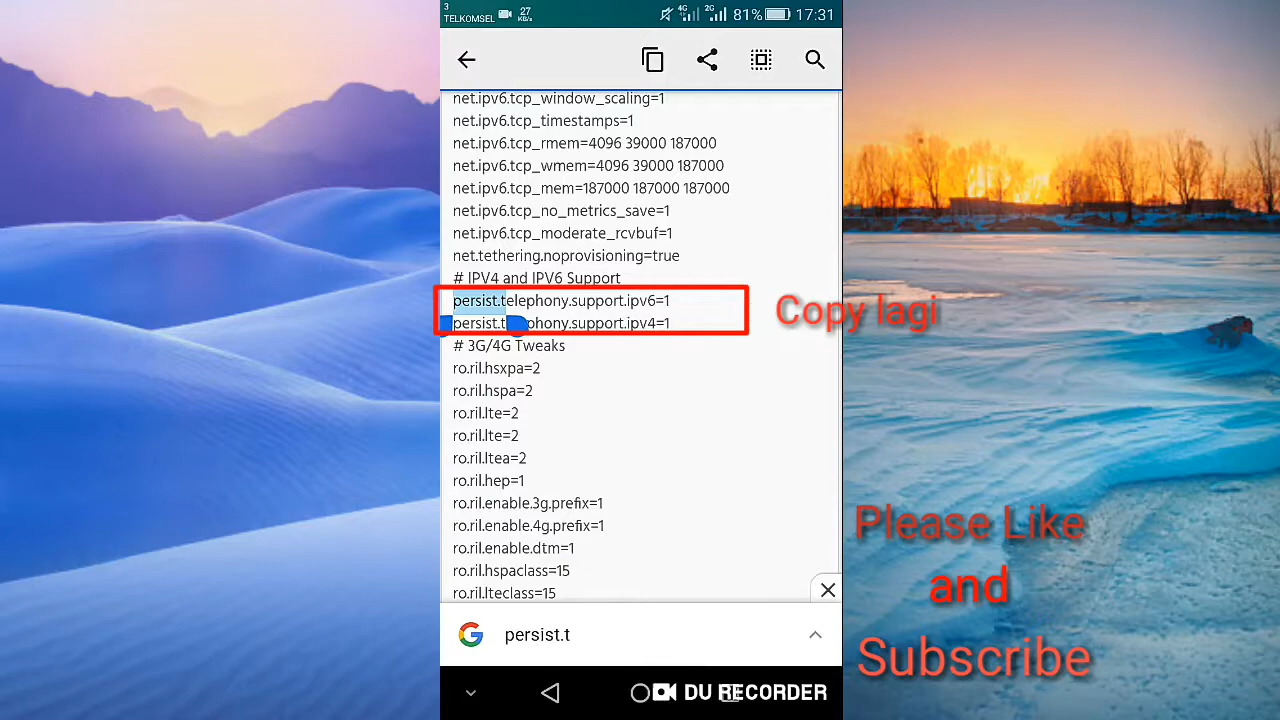 3
TELKOMSEL
27
KB/s
4G
2G
81%
17:31
net.ipv6.tcp_window_scaling=1
net.ipv6.tcp_timestamps=1
net.ipv6.tcp_rmem=4096 39000 187000
net.ipv6.tcp_wmem=4096 39000 187000
net.ipv6.tcp_mem=187000 187000 187000
net.ipv6.tcp_no_metrics_save=1
net.ipv6.tcp_moderate_rcvbuf=1
net.tethering.noprovisioning=true
# IPV4 and IPV6 Support
persist.telephony.support.ipv6=1
persist.t phony.support.ipv4=1
Copy lagi
# 3G/4G Tweaks
ro.ril.hsxpa=2
ro.ril.hspa=2
ro.ril.lte=2
ro.ril.lte=2
ro.ril.ltea=2
ro.ril.hep=1
ro.ril.enable.3g.prefix=1
ro.ril.enable.4g.prefix=1
ro.ril.enable.dtm=1
ro.ril.hspaclass=15
ro.ril.lteclass=15
Please Like
and
Subscribe
persist.t
DU RECORDER